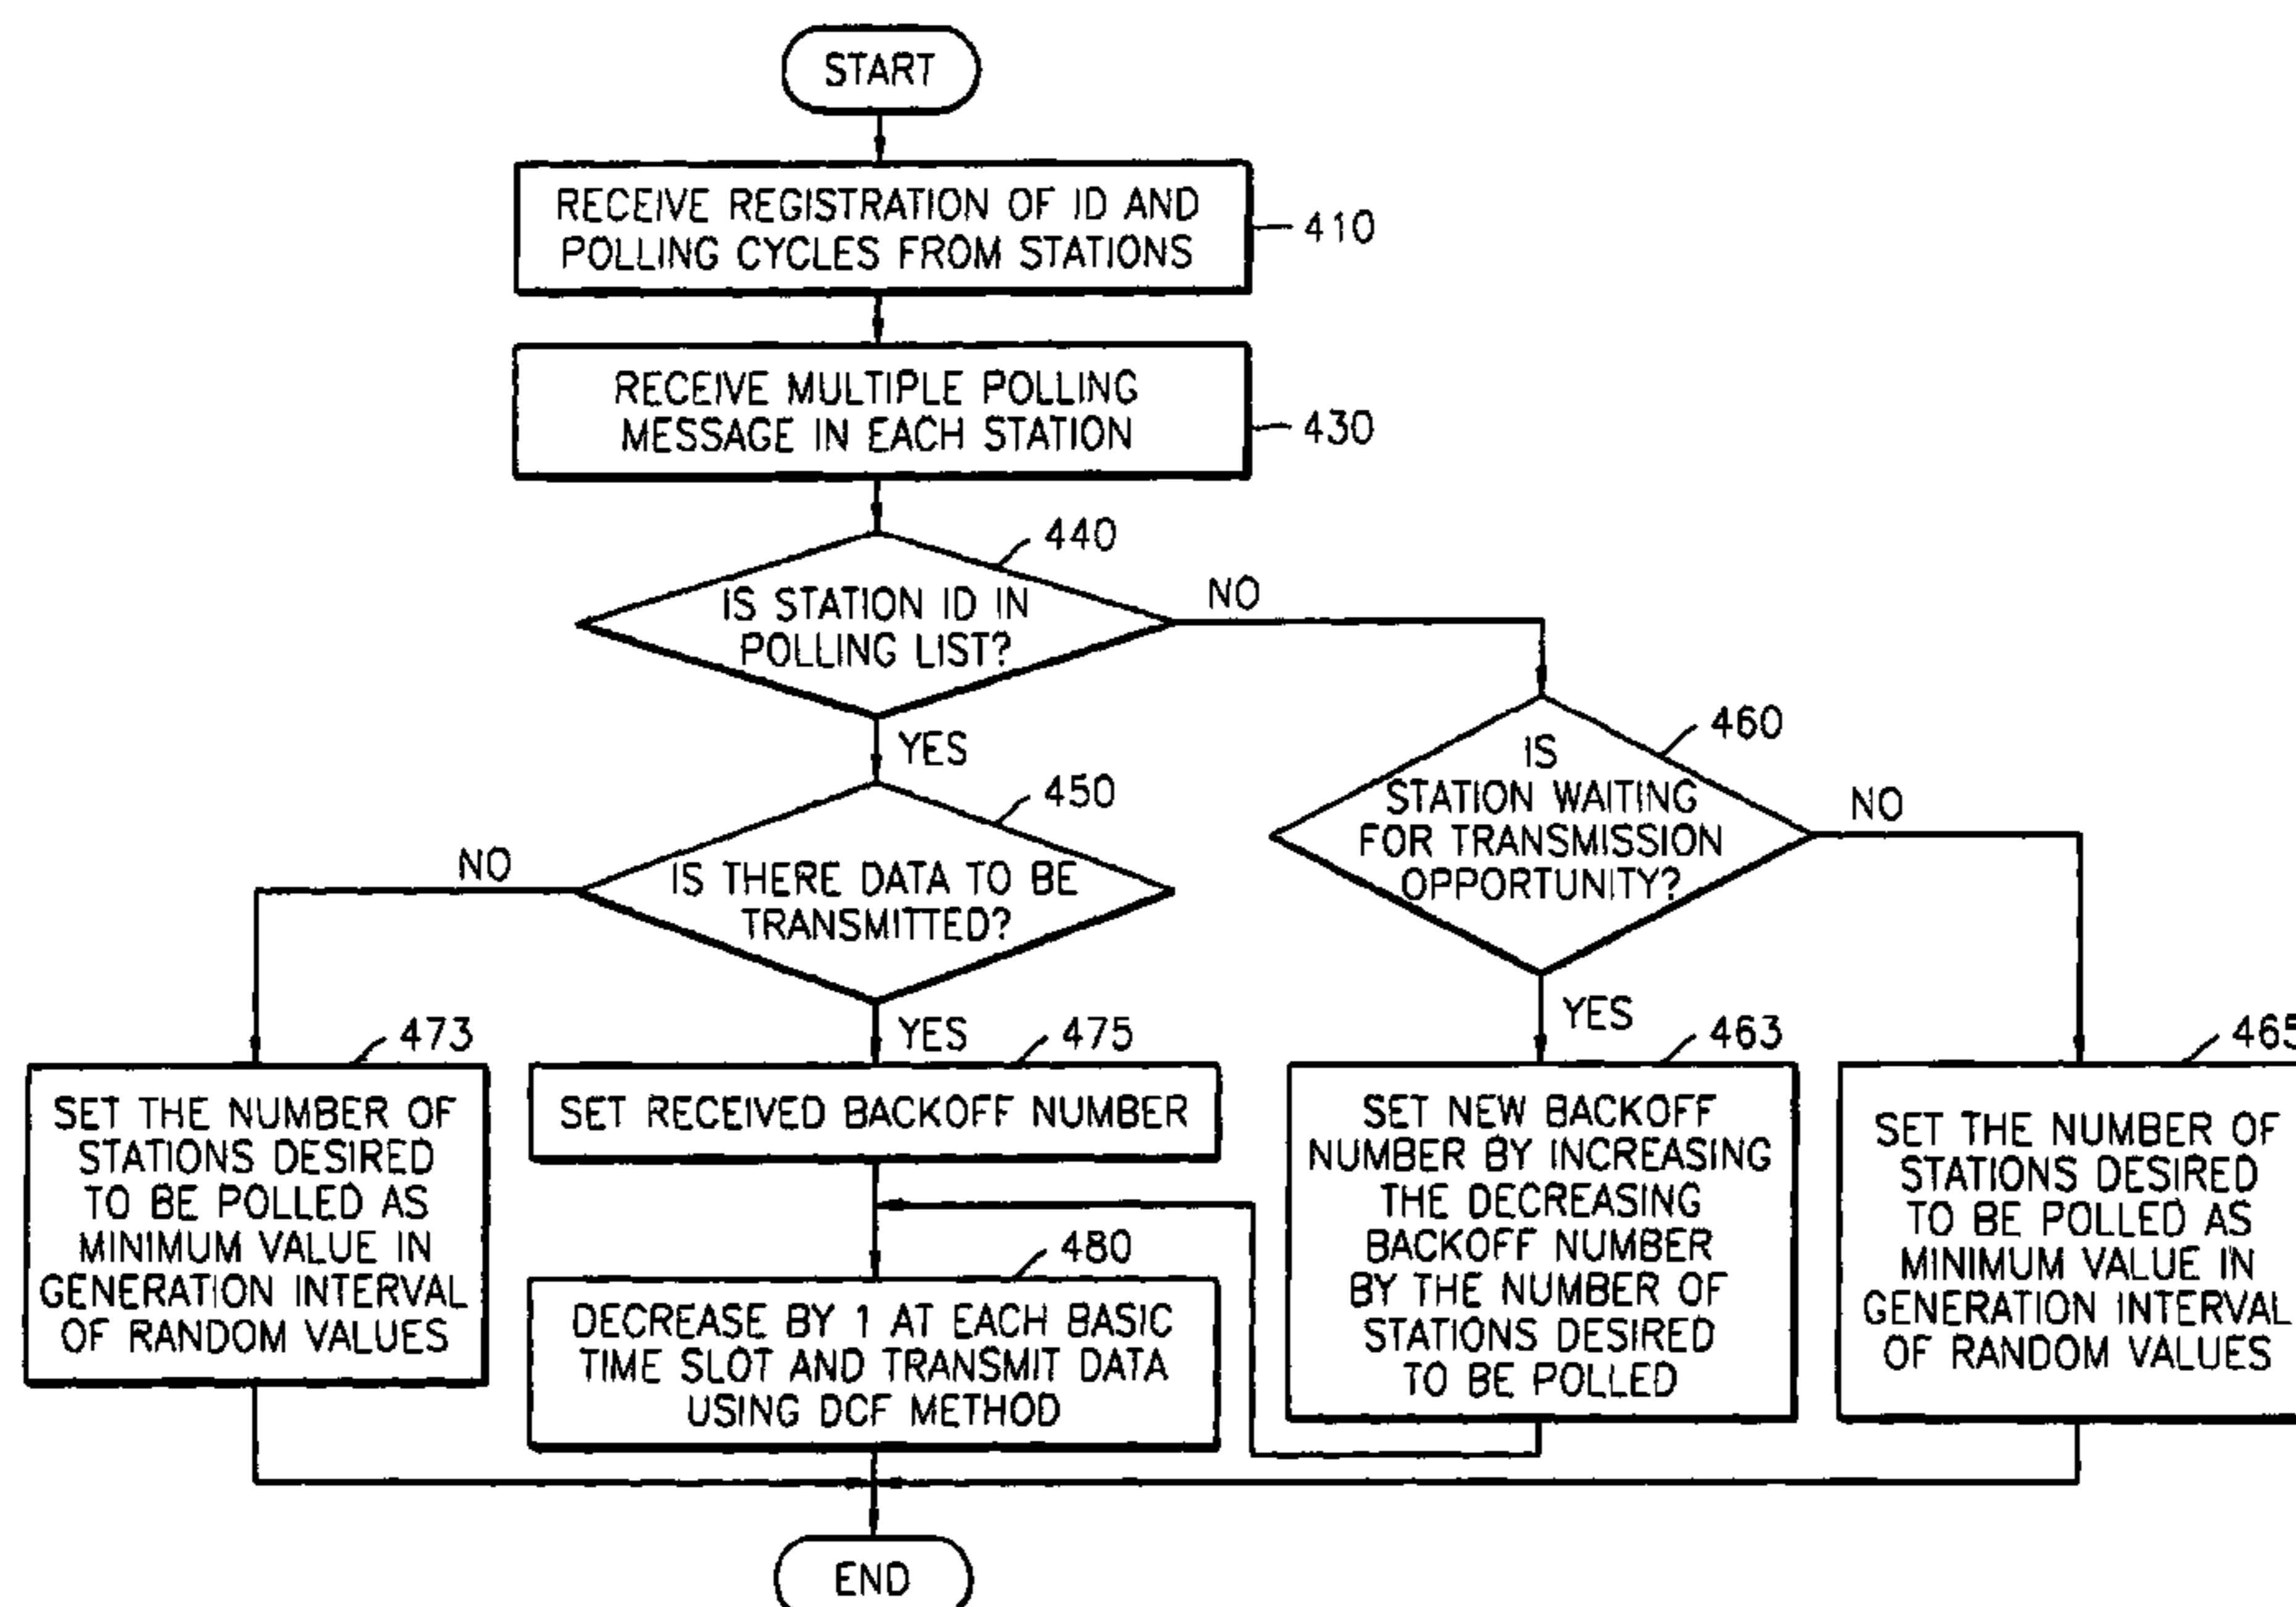 START
RECEIVE REGISTRATION OF ID AND
POLLING CYCLES FROM STATIONS
410
RECEIVE MULTIPLE POLLING
MESSAGE IN EACH STATION
430
440
IS STATION ID IN
POLLING LIST?
NO
YES
460
IS
STATION WAITING
FOR TRANSMISSION
OPPORTUNITY?
NO
YES
450
IS THERE DATA TO BE
TRANSMITTED?
NO
YES
473
SET THE NUMBER OF
STATIONS DESIRED
TO BE POLLED AS
MINIMUM VALUE IN
GENERATION INTERVAL
OF RANDOM VALUES
475
SET RECEIVED BACKOFF NUMBER
480
DECREASE BY 1 AT EACH BASIC
TIME SLOT AND TRANSMIT DATA
USING DCF METHOD
463
SET NEW BACKOFF
NUMBER BY INCREASING
THE DECREASING
BACKOFF NUMBER
BY THE NUMBER OF
STATIONS DESIRED
TO BE POLLED
465
SET THE NUMBER OF
STATIONS DESIRED
TO BE POLLED AS
MINIMUM VALUE IN
GENERATION INTERVAL
OF RANDOM VALUES
END